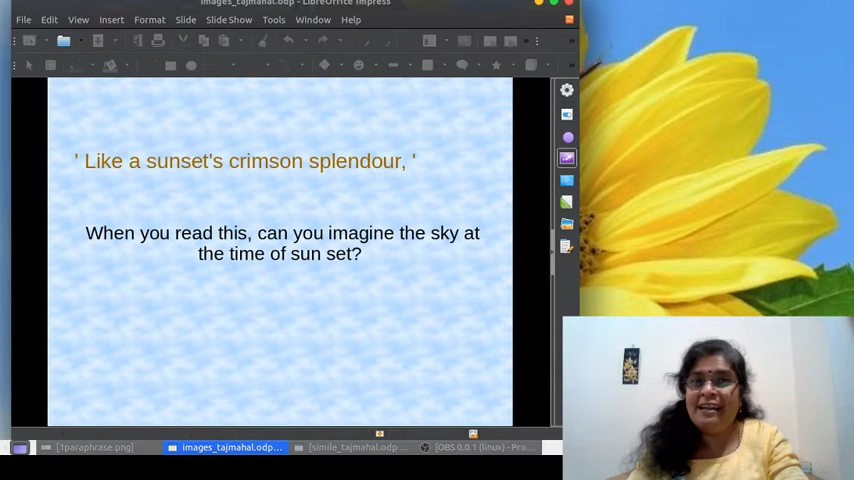 images_tajmahal.odp - LibreOffice Impress
File Edit View Insert Format Slide Slide Show Tools Window Help
' Like a sunset's crimson splendour, '
When you read this, can you imagine the sky at
the time of sun set?
[1paraphrase.png] images_tajmahal.odp... [simile_tajmahal.odp ... [OBS 0.0.1 (linux) - Pro...